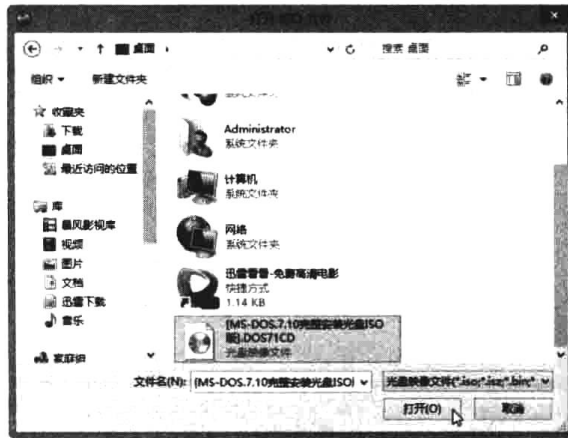 桌面
搜索 桌面
组织
新建文件夹
收藏夹
下载
桌面
最近访问的位置
库
暴风影视库
视频
图片
文档
迅雷下载
音乐
家庭组
Administrator
系统文件夹
计算机
系统文件夹
网络
系统文件夹
迅雷看看-免费高清电影
快捷方式
1.14 KB
[MS-DOS.7.10完整安装光盘ISO
版].DOS71CD
光盘映像文件
文件名(N):
[MS-DOS.7.10完整安装光盘ISO
光盘映像文件(*.iso;*.isz;*.bin;*
打开(O)
取消